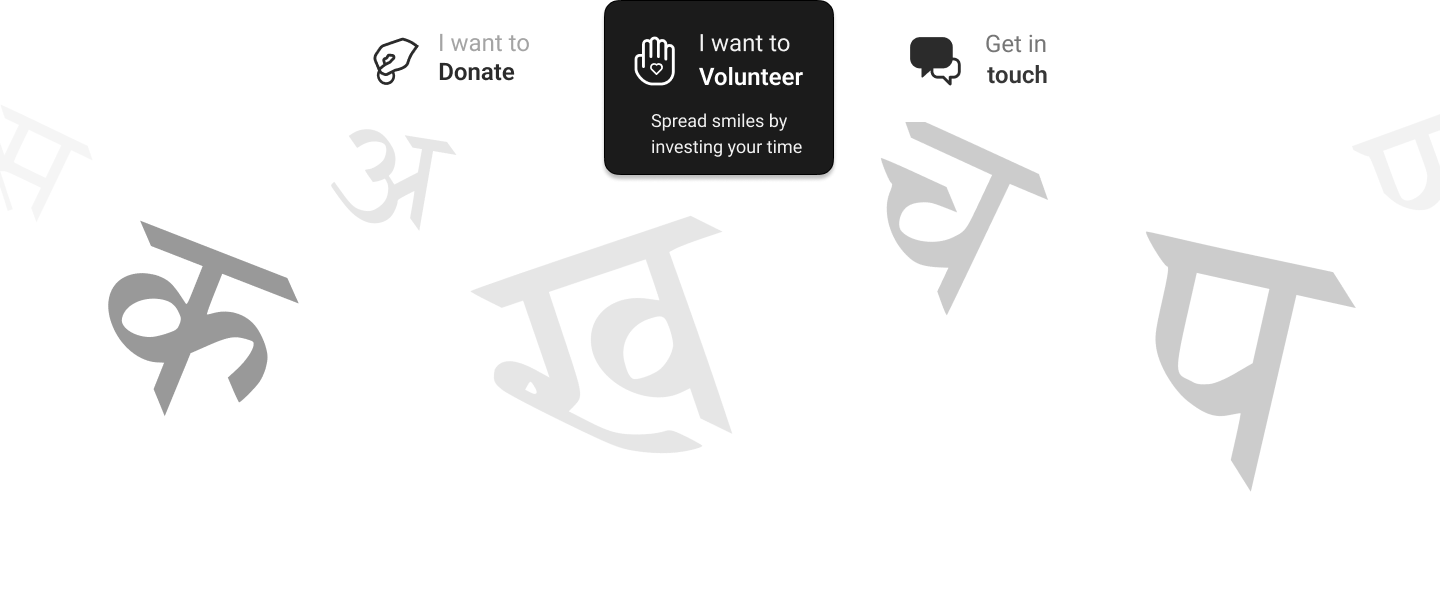 I want to
Donate
I want to
Volunteer
Spread smiles by
investing your time
Get in
touch
स
अ
च
क
ख
प